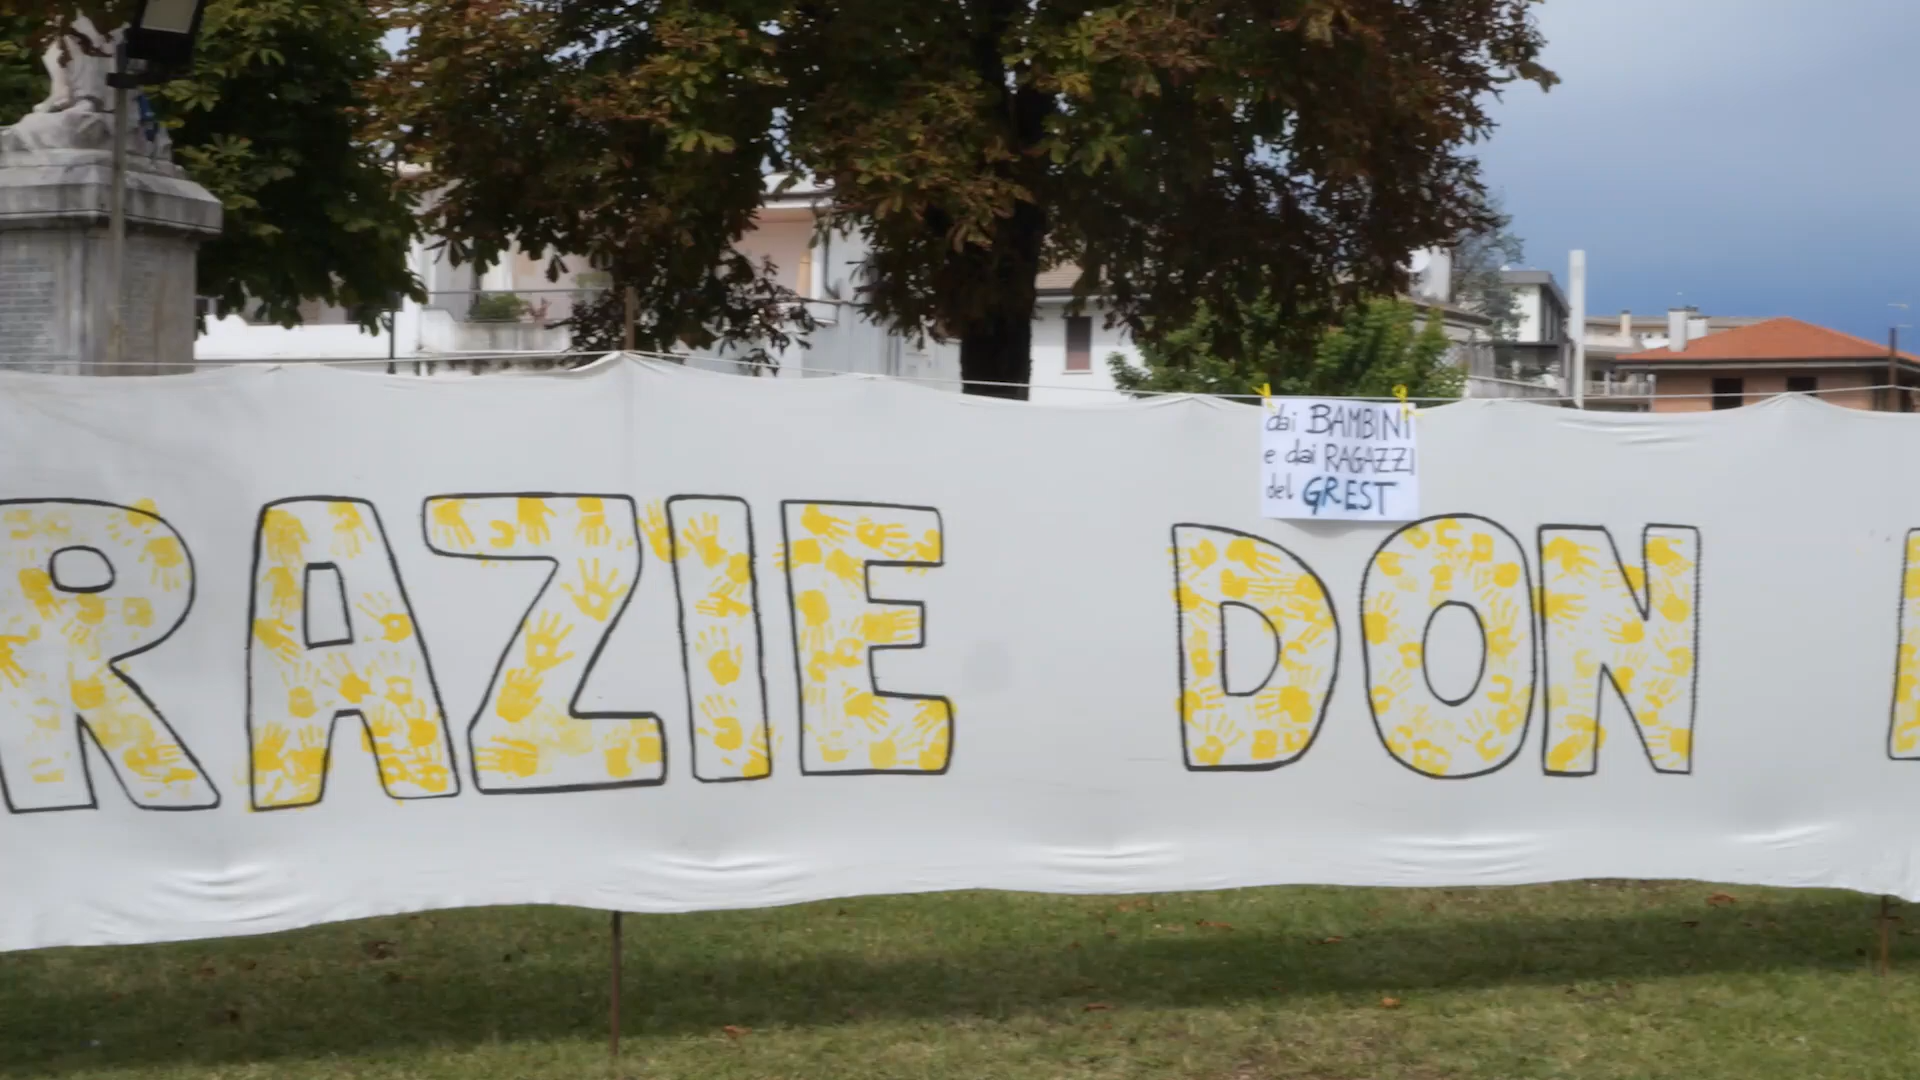 RAZIE DON
dai BAMBINI
e dai RAGAZZI
del GREST